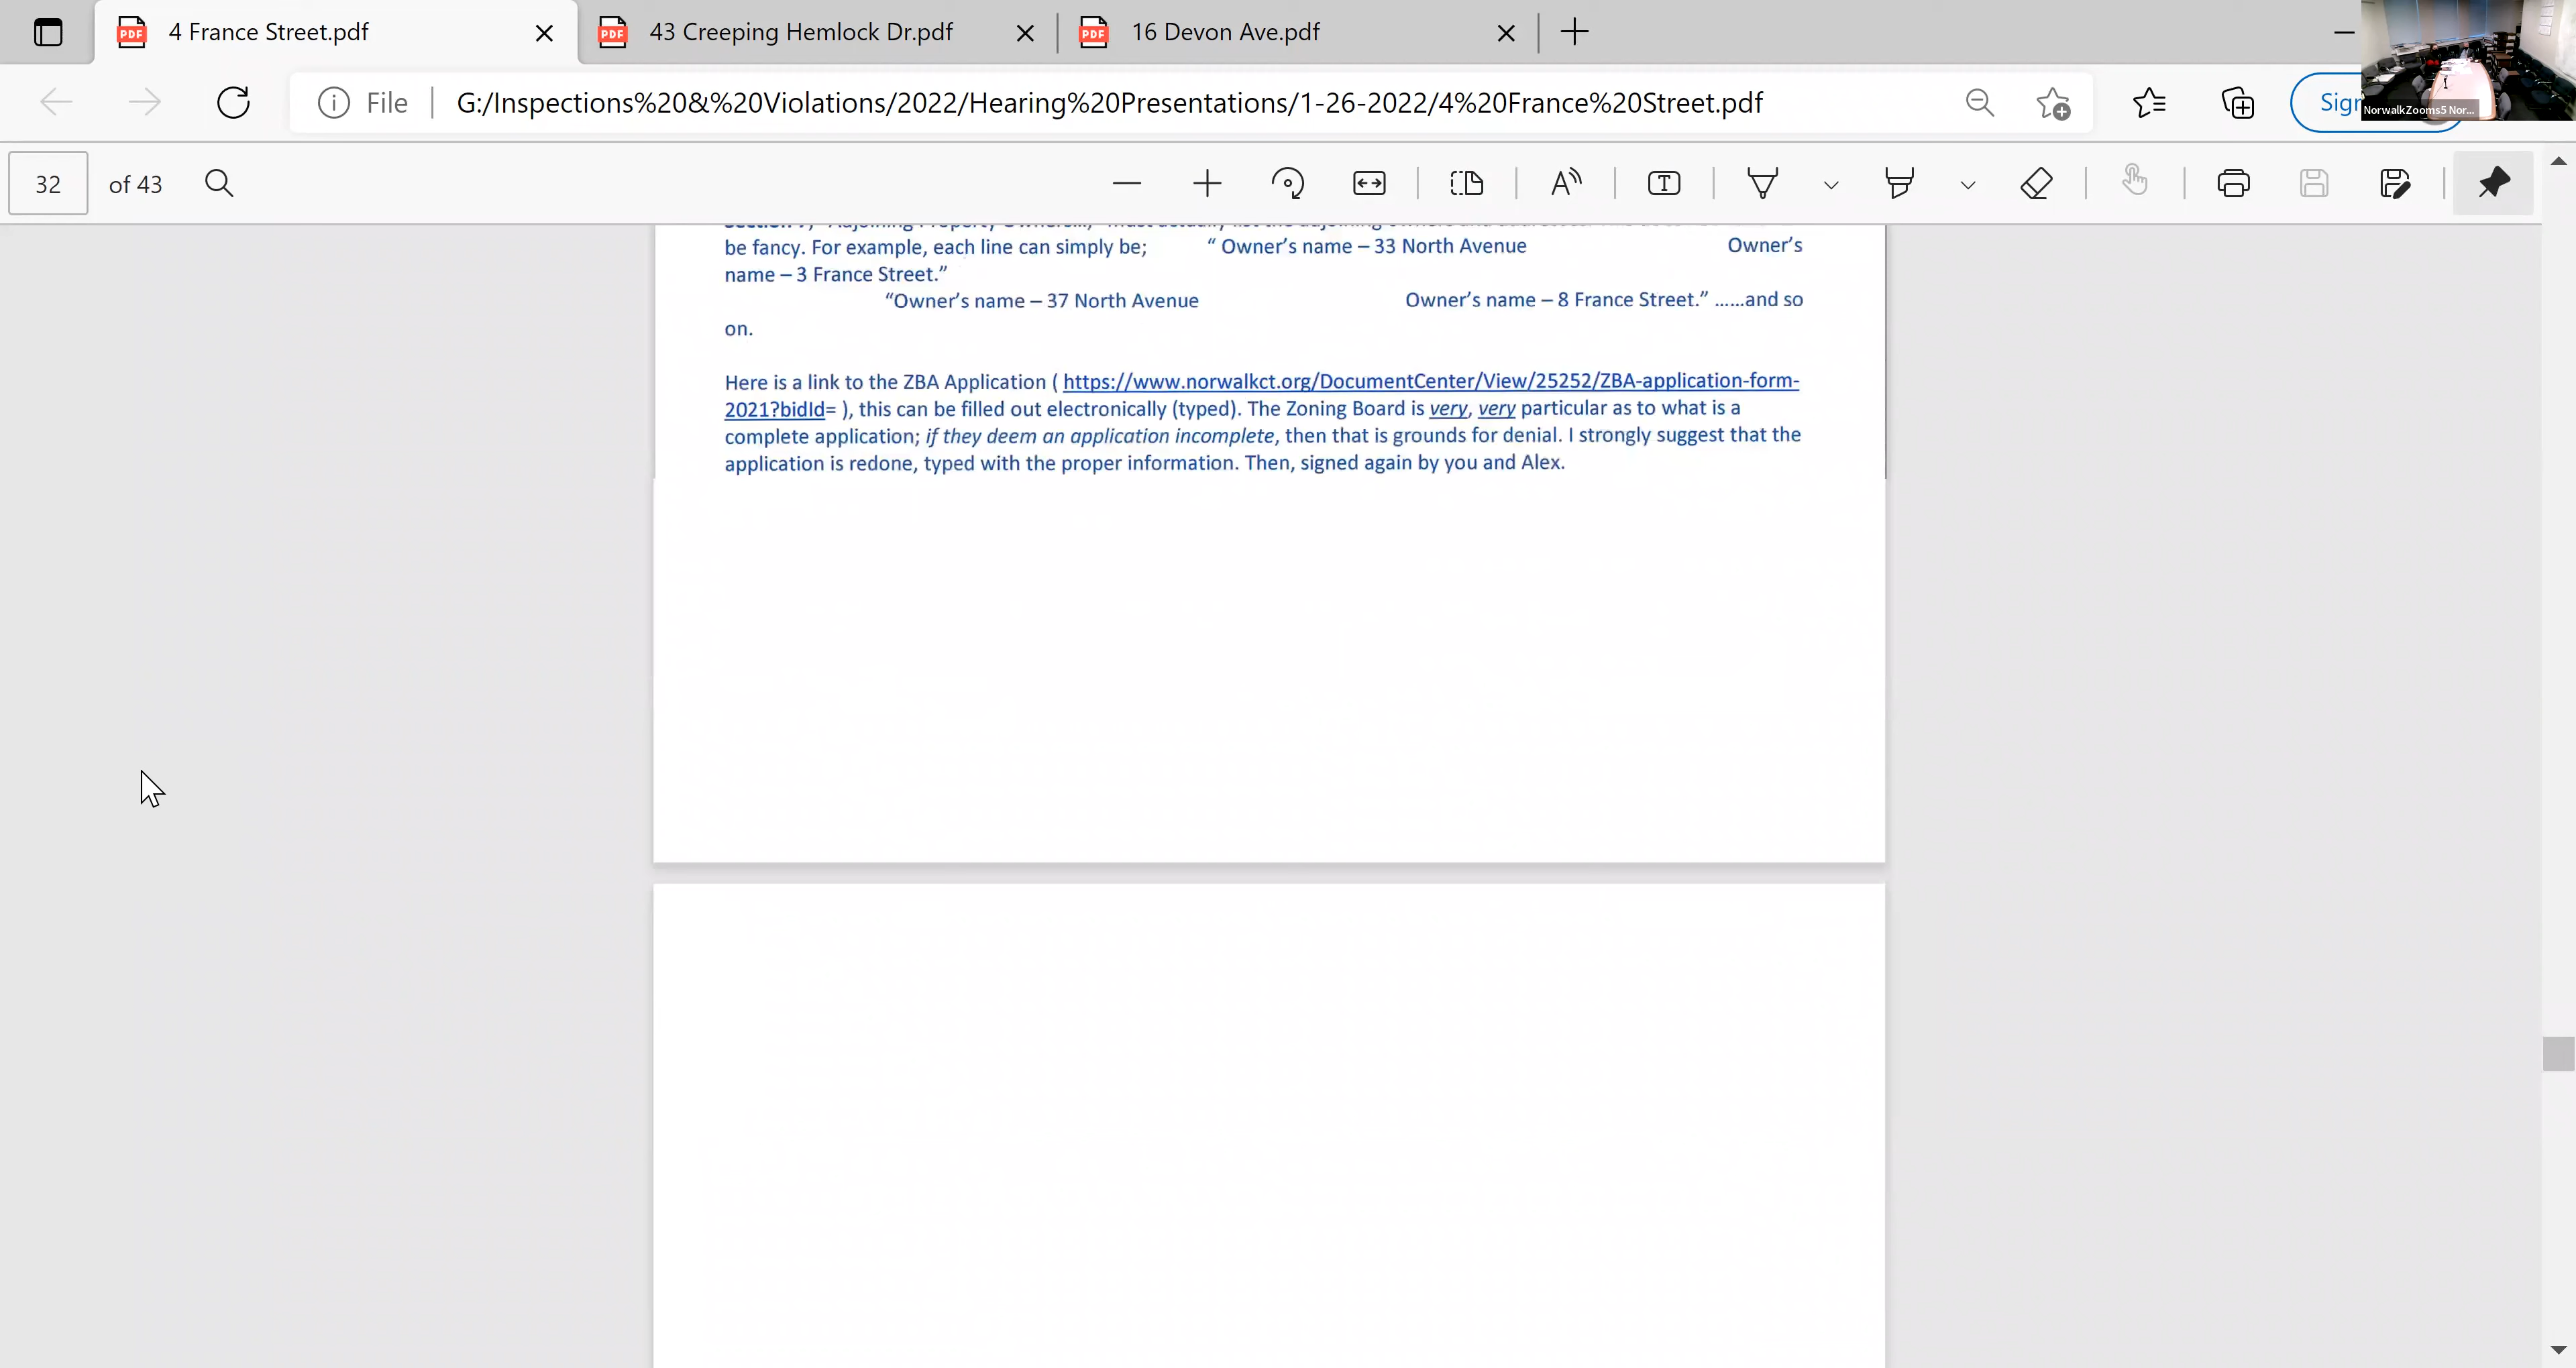 4 France Street.pdf
43 Creeping Hemlock Dr.pdf
16 Devon Ave.pdf
File
G:/Inspections%20&%20Violations/2022/Hearing%20Presentations/1-26-2022/4%20France%20Street.pdf
NorwalkZooms5 Nor...
32 of 43
be fancy. For example, each line can simply be; “ Owner’s name – 33 North Avenue Owner’s
name – 3 France Street.”
“Owner’s name – 37 North Avenue Owner’s name – 8 France Street.” ......and so
on.
Here is a link to the ZBA Application ( https://www.norwalkct.org/DocumentCenter/View/25252/ZBA-application-form-
2021?bidId= ), this can be filled out electronically (typed). The Zoning Board is very, very particular as to what is a
complete application; if they deem an application incomplete, then that is grounds for denial. I strongly suggest that the
application is redone, typed with the proper information. Then, signed again by you and Alex.